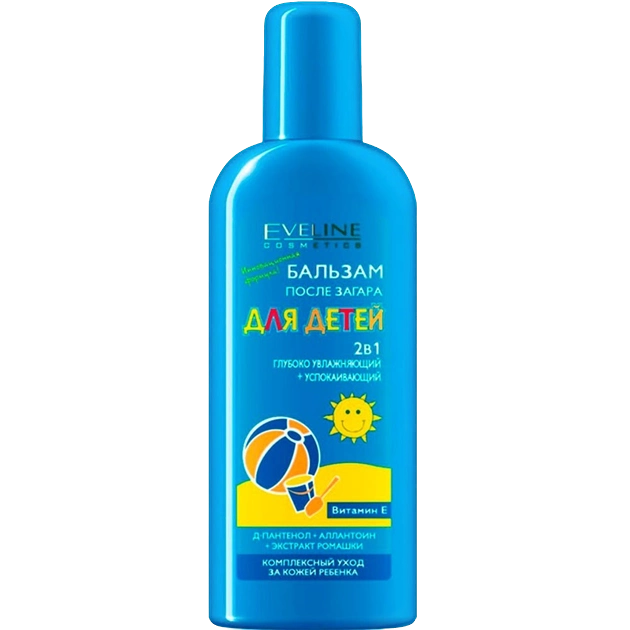 EVELINE
COSMETICS
Инновационная
формула!
БАЛЬЗАМ
ПОСЛЕ ЗАГАРА
ДЛЯ ДЕТЕЙ
2в1
ГЛУБОКО УВЛАЖНЯЮЩИЙ
+ УСПОКАИВАЮЩИЙ
Витамин Е
Д-ПАНТЕНОЛ + АЛЛАНТОИН
+ ЭКСТРАКТ РОМАШКИ
КОМПЛЕКСНЫЙ УХОД
ЗА КОЖЕЙ РЕБЕНКА